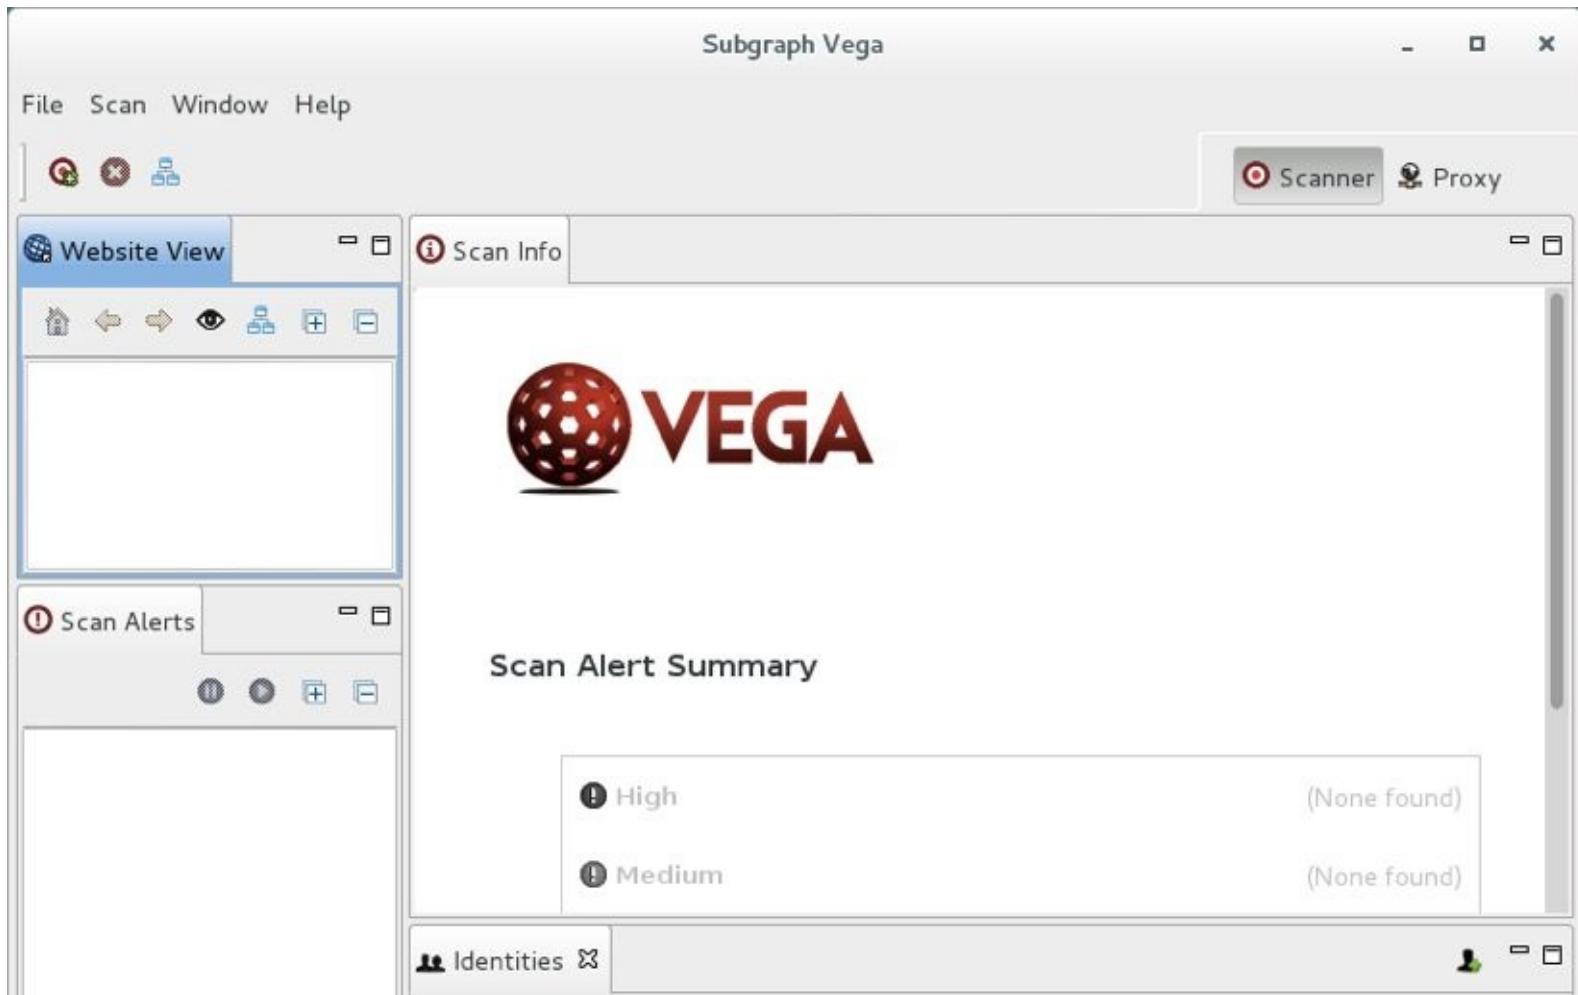 Subgraph Vega
File Scan Window Help
Scanner Proxy
Website View
Scan Info
VEGA
Scan Alerts
Scan Alert Summary
High (None found)
Medium (None found)
Identities